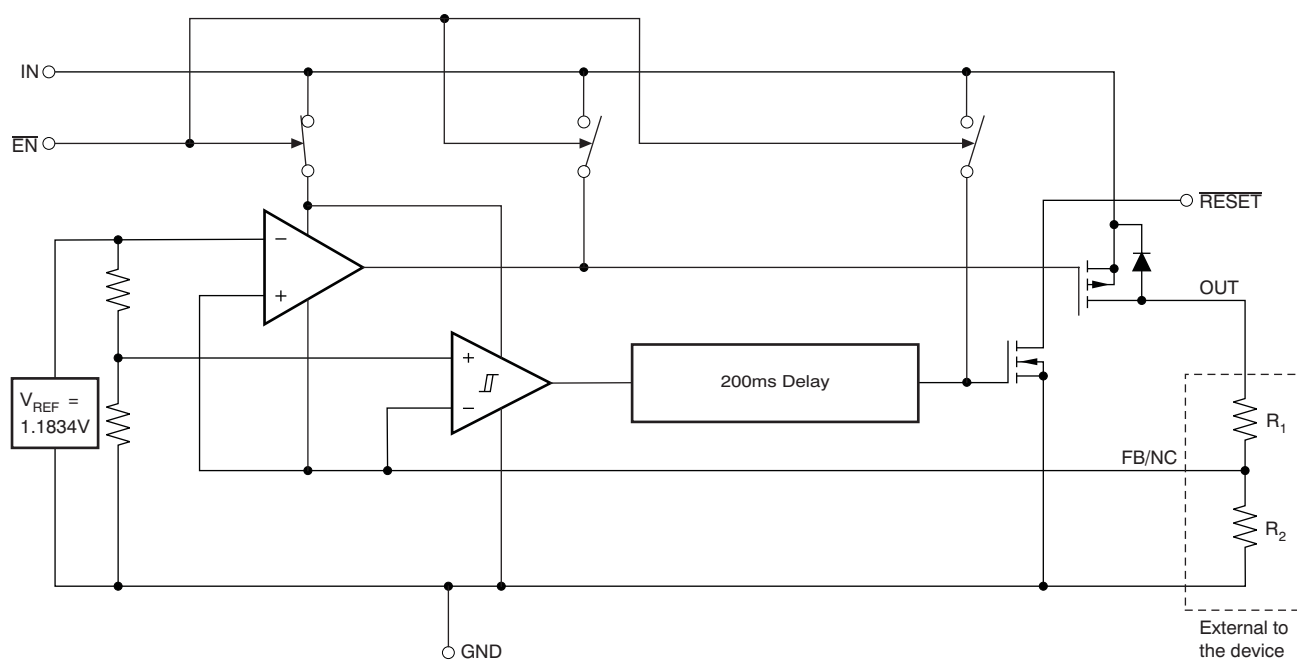 IN
EN
RESET
−
+
OUT
+
−
200ms Delay
V_REF =
1.1834V
R1
FB/NC
R2
GND
External to
the device